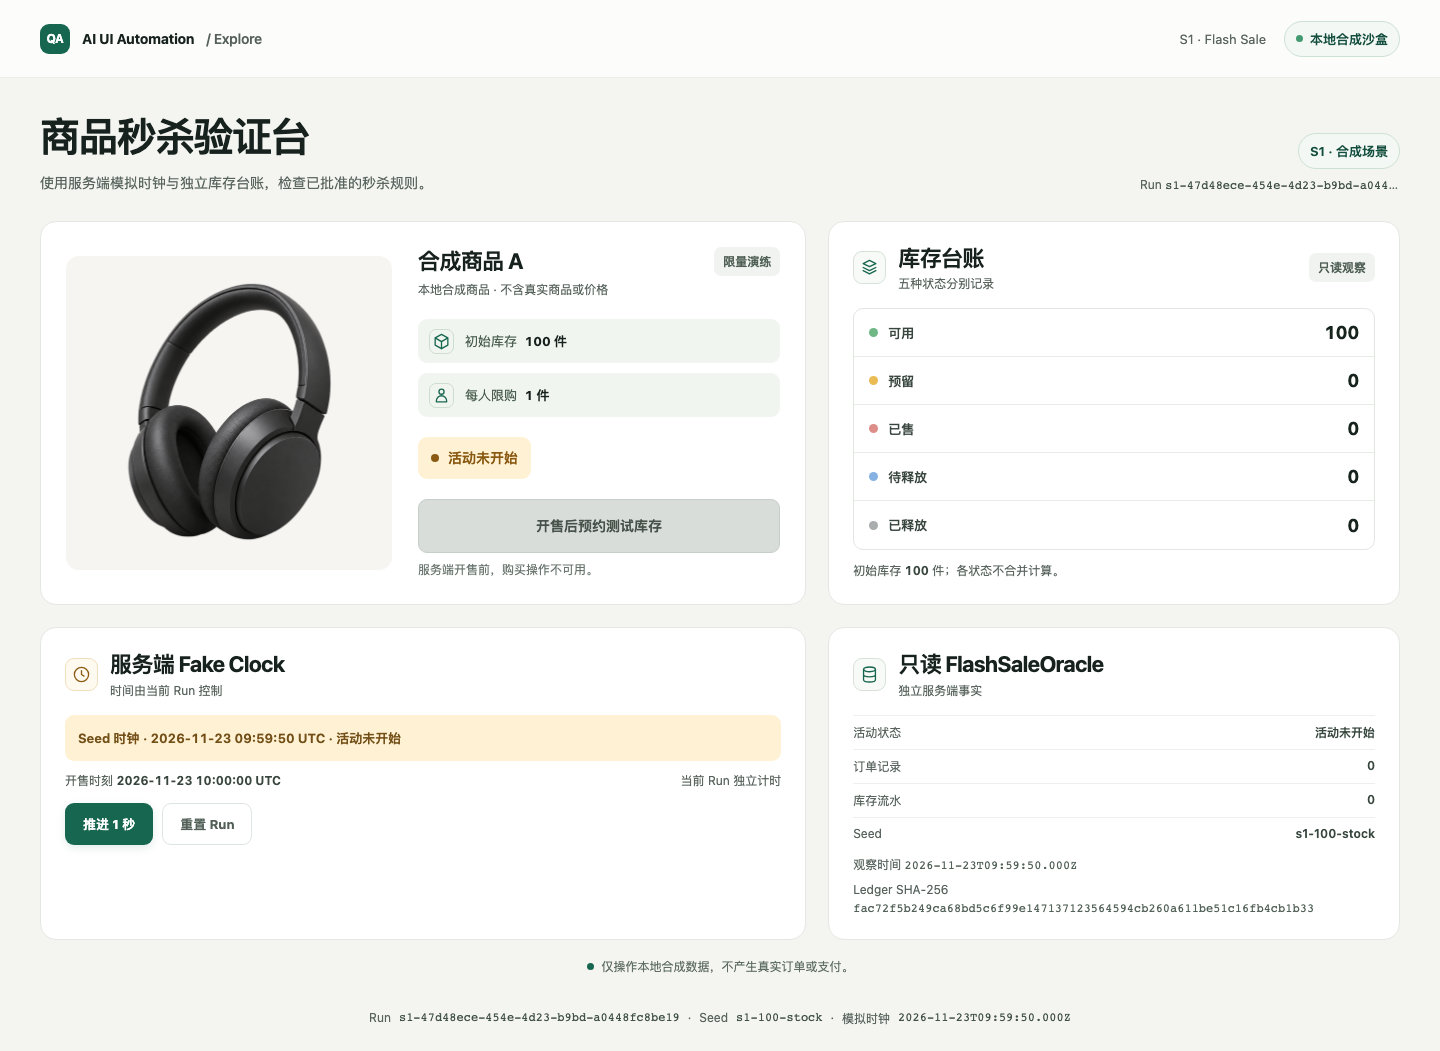 QA AI UI Automation / Explore
S1 · Flash Sale
本地合成沙盒
商品秒杀验证台
使用服务端模拟时钟与独立库存台账，检查已批准的秒杀规则。
S1 · 合成场景
Run s1-47d48ece-454e-4d23-b9bd-a044…
合成商品 A
限量演练
本地合成商品 · 不含真实商品或价格
初始库存 100 件
每人限购 1 件
活动未开始
开售后预约测试库存
服务端开售前，购买操作不可用。
库存台账
五种状态分别记录
只读观察
可用 100
预留 0
已售 0
待释放 0
已释放 0
初始库存 100 件；各状态不合并计算。
服务端 Fake Clock
时间由当前 Run 控制
Seed 时钟 · 2026-11-23 09:59:50 UTC · 活动未开始
开售时刻 2026-11-23 10:00:00 UTC
当前 Run 独立计时
推进 1 秒
重置 Run
只读 FlashSaleOracle
独立服务端事实
活动状态 活动未开始
订单记录 0
库存流水 0
Seed s1-100-stock
观察时间 2026-11-23T09:59:50.000Z
Ledger SHA-256
fac72f5b249ca68bd5c6f99e147137123564594cb260a611be51c16fb4cb1b33
仅操作本地合成数据，不产生真实订单或支付。
Run s1-47d48ece-454e-4d23-b9bd-a0448fc8be19 · Seed s1-100-stock · 模拟时钟 2026-11-23T09:59:50.000Z